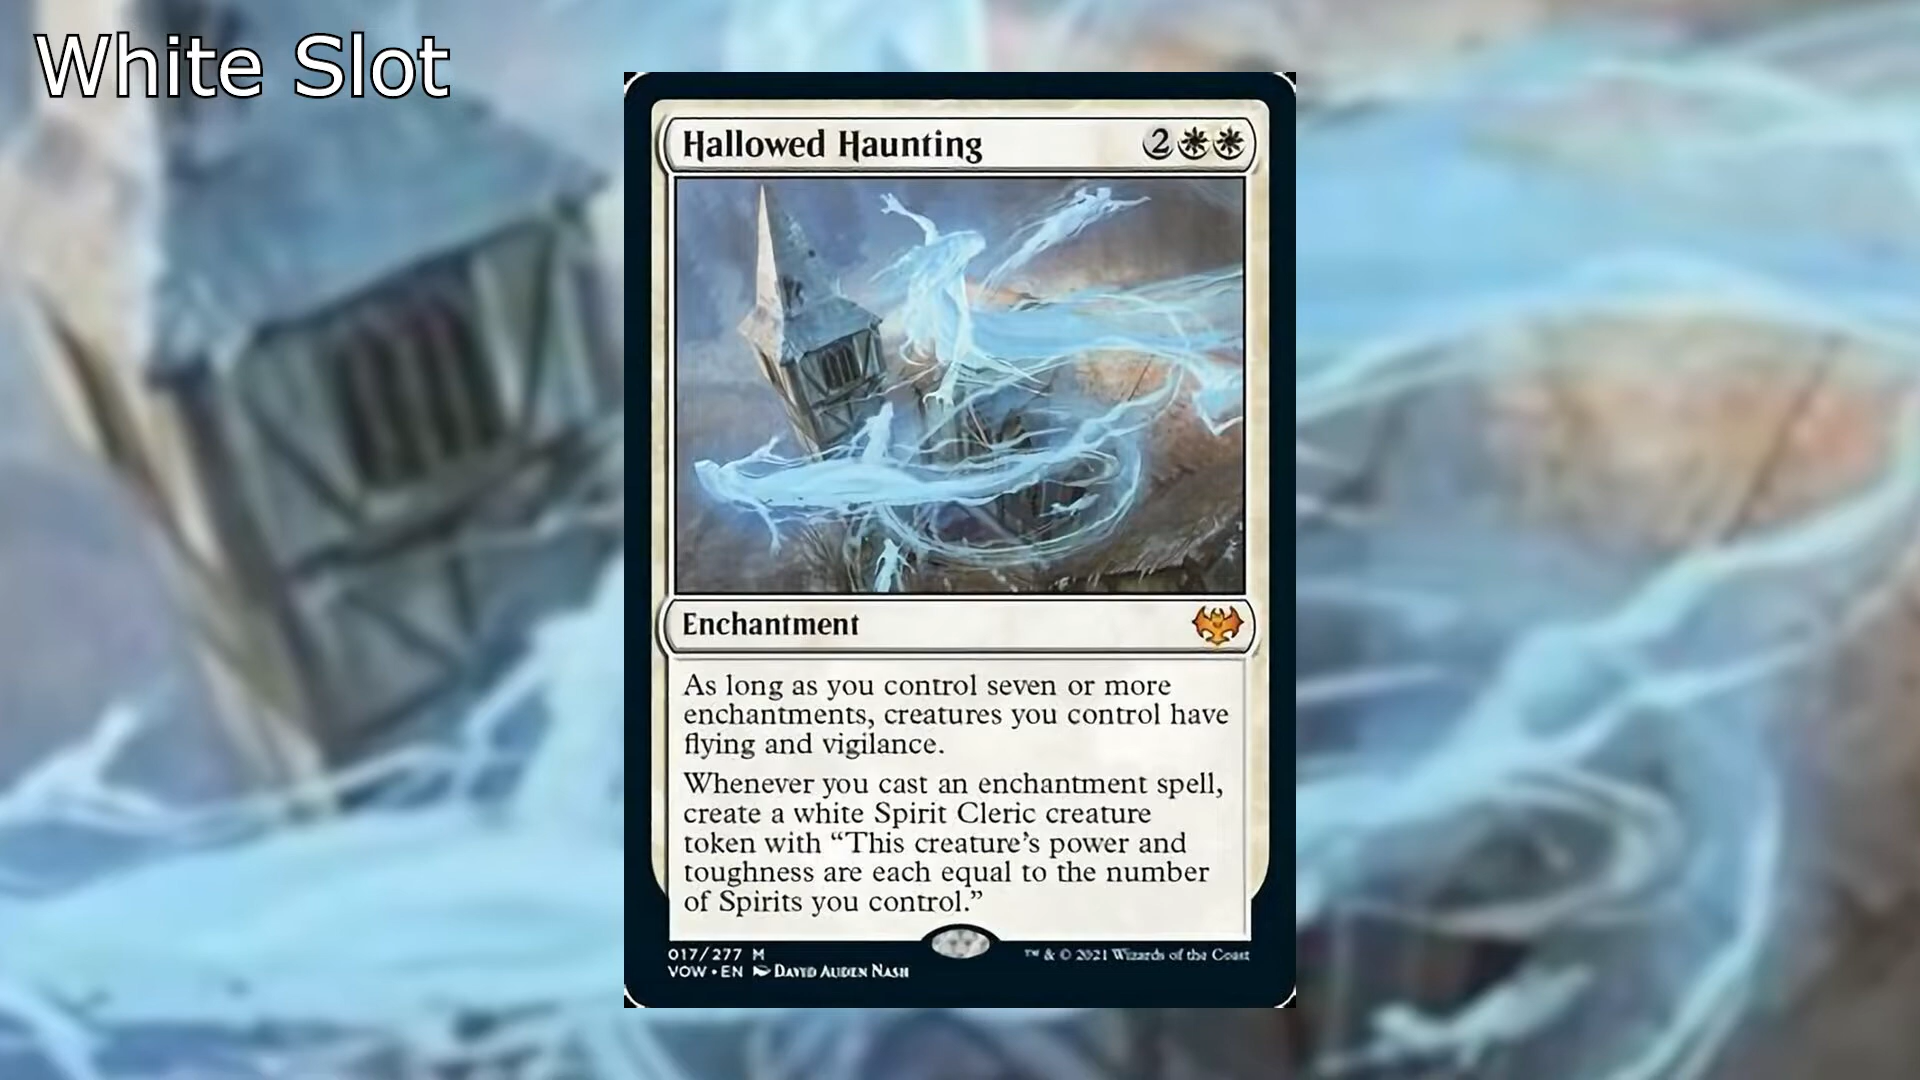 White Slot
Hallowed Haunting
2
Enchantment
As long as you control seven or more
enchantments, creatures you control have
flying and vigilance.
Whenever you cast an enchantment spell,
create a white Spirit Cleric creature
token with “This creature’s power and
toughness are each equal to the number
of Spirits you control.”
017/277 M
VOW • EN David Auden Nash
™ & © 2021 Wizards of the Coast